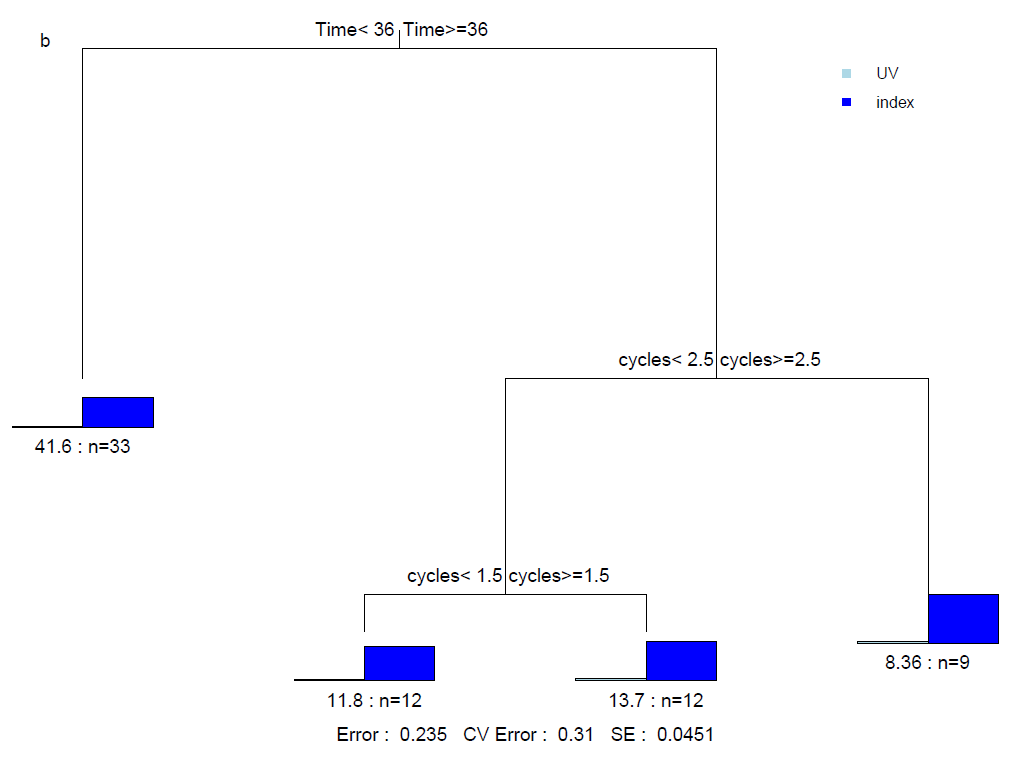 Time< 36 Time>=36
b
UV
index
cycles< 2.5 cycles>=2.5
41.6 : n=33
cycles< 1.5 cycles>=1.5
8.36 : n=9
11.8 : n=12
13.7 : n=12
Error : 0.235 CV Error : 0.31 SE : 0.0451